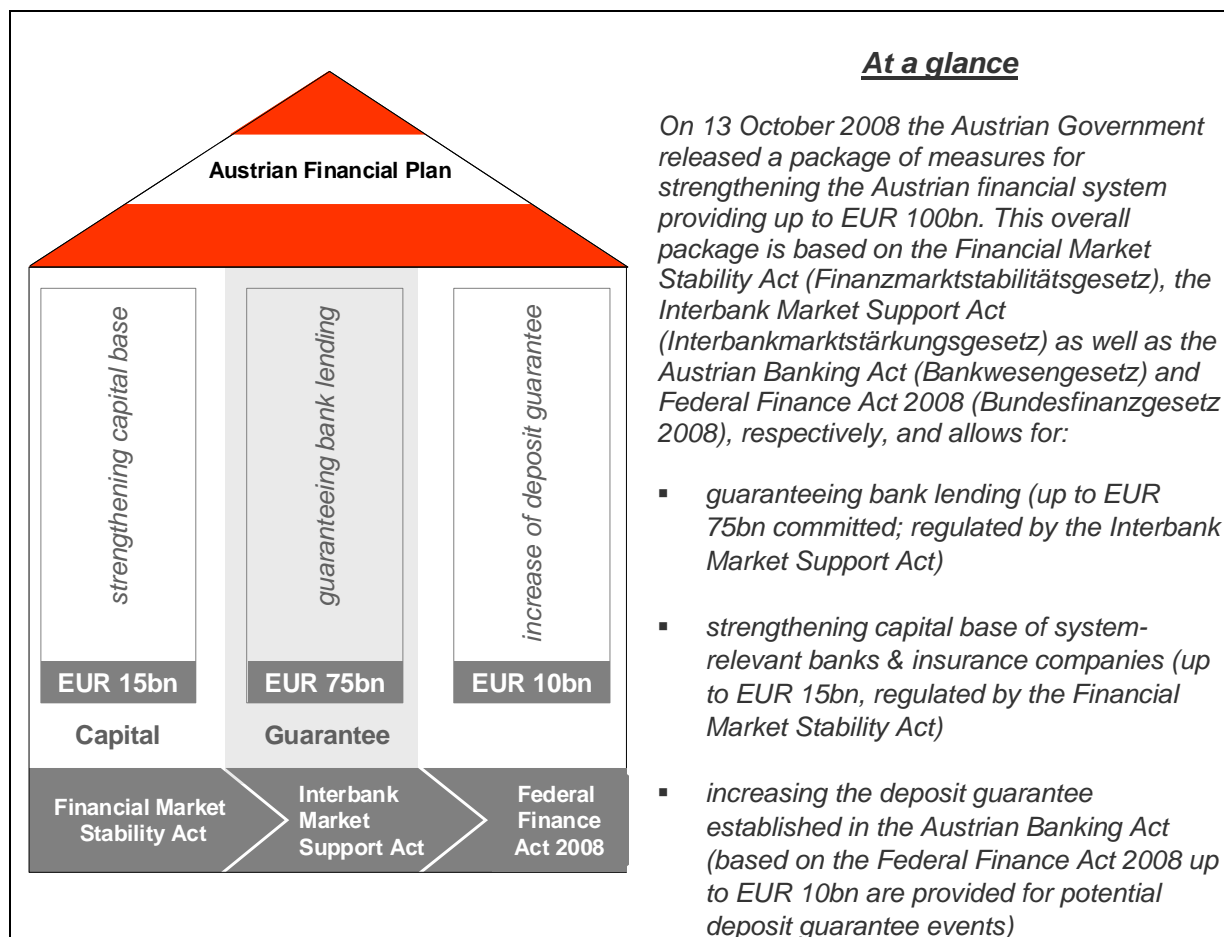 Austrian Financial Plan
strengthening capital base
guaranteeing bank lending
increase of deposit guarantee
EUR 15bn
EUR 75bn
EUR 10bn
Capital
Guarantee
Financial Market
Stability Act
Interbank
Market
Support Act
Federal
Finance
Act 2008
At a glance
On 13 October 2008 the Austrian Government
released a package of measures for
strengthening the Austrian financial system
providing up to EUR 100bn. This overall
package is based on the Financial Market
Stability Act (Finanzmarktstabilitätsgesetz), the
Interbank Market Support Act
(Interbankmarktstärkungsgesetz) as well as the
Austrian Banking Act (Bankwesengesetz) and
Federal Finance Act 2008 (Bundesfinanzgesetz
2008), respectively, and allows for:
▪ guaranteeing bank lending (up to EUR
75bn committed; regulated by the Interbank
Market Support Act)
▪ strengthening capital base of system-
relevant banks & insurance companies (up
to EUR 15bn, regulated by the Financial
Market Stability Act)
▪ increasing the deposit guarantee
established in the Austrian Banking Act
(based on the Federal Finance Act 2008 up
to EUR 10bn are provided for potential
deposit guarantee events)